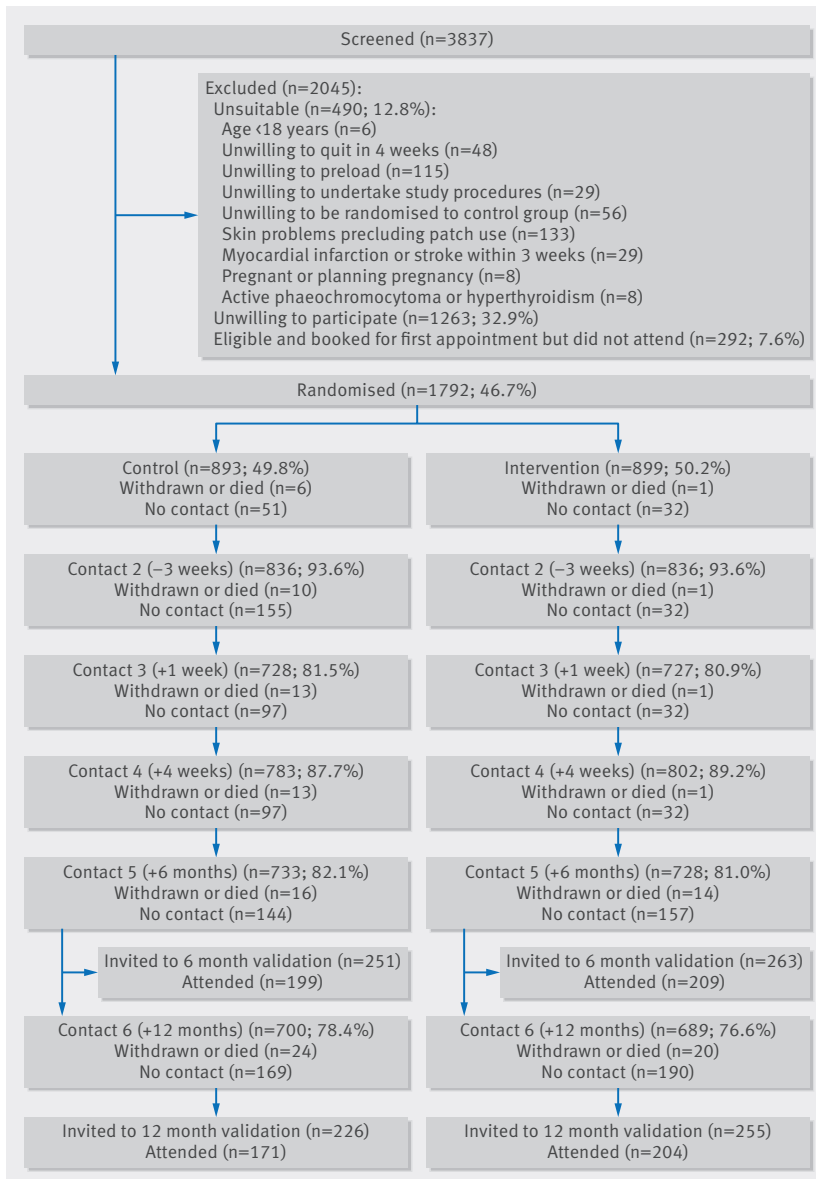 Screened (n=3837)
Excluded (n=2045):
Unsuitable (n=490; 12.8%):
Age <18 years (n=6)
Unwilling to quit in 4 weeks (n=48)
Unwilling to preload (n=115)
Unwilling to undertake study procedures (n=29)
Unwilling to be randomised to control group (n=56)
Skin problems precluding patch use (n=133)
Myocardial infarction or stroke within 3 weeks (n=29)
Pregnant or planning pregnancy (n=8)
Active phaeochromocytoma or hyperthyroidism (n=8)
Unwilling to participate (n=1263; 32.9%)
Eligible and booked for first appointment but did not attend (n=292; 7.6%)
Randomised (n=1792; 46.7%)
Control (n=893; 49.8%)
Withdrawn or died (n=6)
No contact (n=51)
Intervention (n=899; 50.2%)
Withdrawn or died (n=1)
No contact (n=32)
Contact 2 (−3 weeks) (n=836; 93.6%)
Withdrawn or died (n=10)
No contact (n=155)
Contact 2 (−3 weeks) (n=836; 93.6%)
Withdrawn or died (n=1)
No contact (n=32)
Contact 3 (+1 week) (n=728; 81.5%)
Withdrawn or died (n=13)
No contact (n=97)
Contact 3 (+1 week) (n=727; 80.9%)
Withdrawn or died (n=1)
No contact (n=32)
Contact 4 (+4 weeks) (n=783; 87.7%)
Withdrawn or died (n=13)
No contact (n=97)
Contact 4 (+4 weeks) (n=802; 89.2%)
Withdrawn or died (n=1)
No contact (n=32)
Contact 5 (+6 months) (n=733; 82.1%)
Withdrawn or died (n=16)
No contact (n=144)
Contact 5 (+6 months) (n=728; 81.0%)
Withdrawn or died (n=14)
No contact (n=157)
Invited to 6 month validation (n=251)
Attended (n=199)
Invited to 6 month validation (n=263)
Attended (n=209)
Contact 6 (+12 months) (n=700; 78.4%)
Withdrawn or died (n=24)
No contact (n=169)
Contact 6 (+12 months) (n=689; 76.6%)
Withdrawn or died (n=20)
No contact (n=190)
Invited to 12 month validation (n=226)
Attended (n=171)
Invited to 12 month validation (n=255)
Attended (n=204)